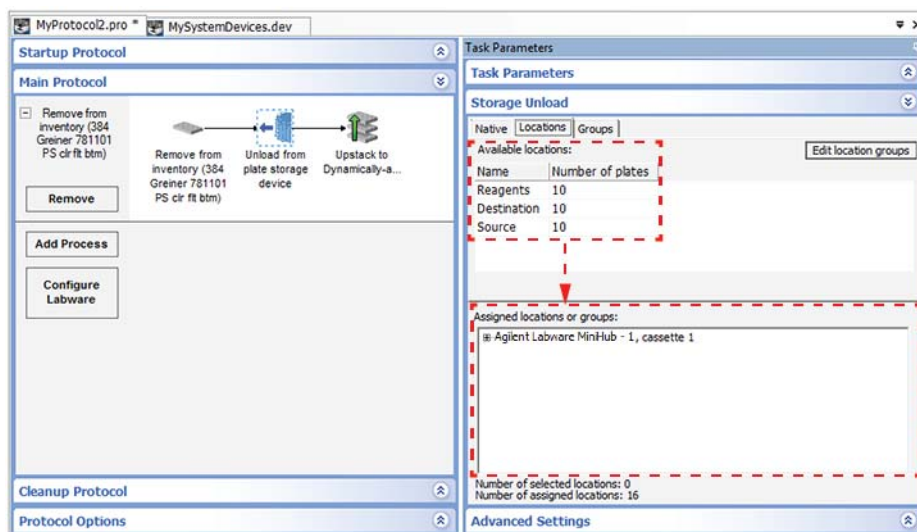 MyProtocol2.pro *
MySystemDevices.dev
Startup Protocol
Main Protocol
Remove from
inventory (384
Greiner 781101
PS clr flt btm)
Remove
Remove from
inventory (384
Greiner 781101
PS clr flt btm)
Unload from
plate storage
device
Upstack to
Dynamically-a...
Add Process
Configure
Labware
Cleanup Protocol
Protocol Options
Task Parameters
Task Parameters
Storage Unload
Native Locations Groups
Available locations:
Edit location groups
Name Number of plates
Reagents 10
Destination 10
Source 10
Assigned locations or groups:
Agilent Labware MiniHub - 1, cassette 1
Number of selected locations: 0
Number of assigned locations: 16
Advanced Settings